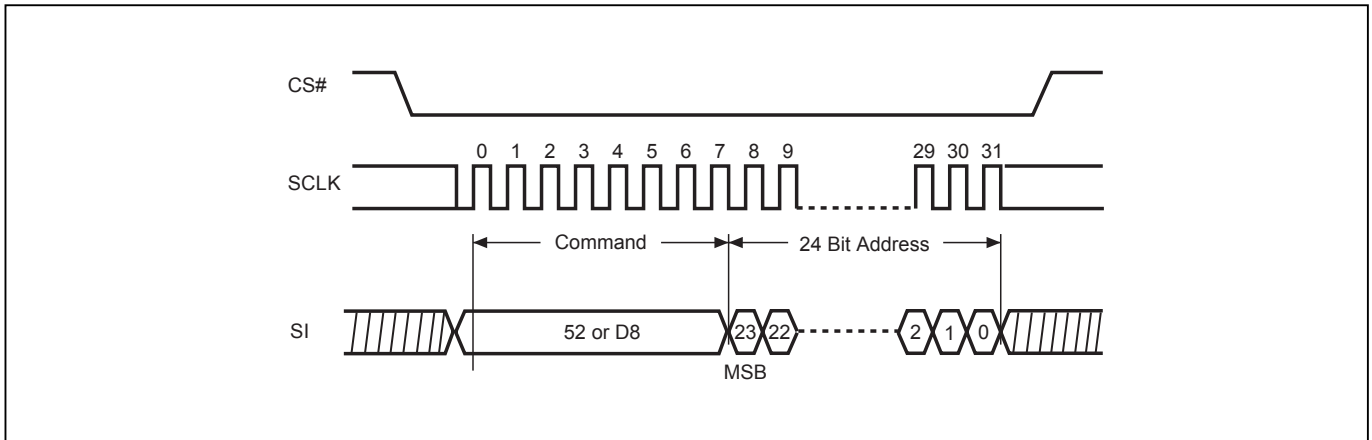 CS#
0 1 2 3 4 5 6 7 8 9 29 30 31
SCLK
Command 24 Bit Address
SI 52 or D8 23 22 2 1 0
MSB